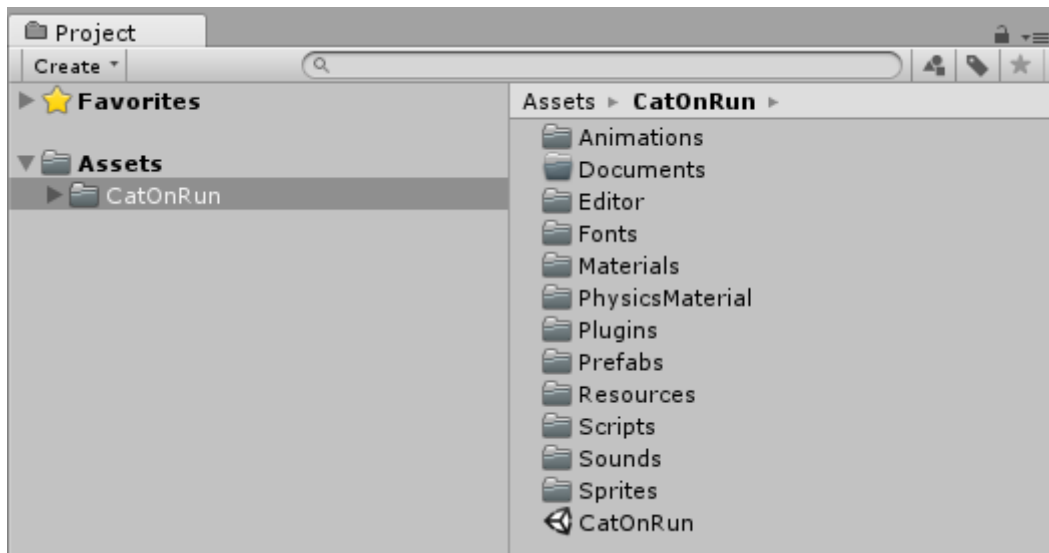 Project
Create
Favorites
Assets
CatOnRun
Assets CatOnRun
Animations
Documents
Editor
Fonts
Materials
PhysicsMaterial
Plugins
Prefabs
Resources
Scripts
Sounds
Sprites
CatOnRun